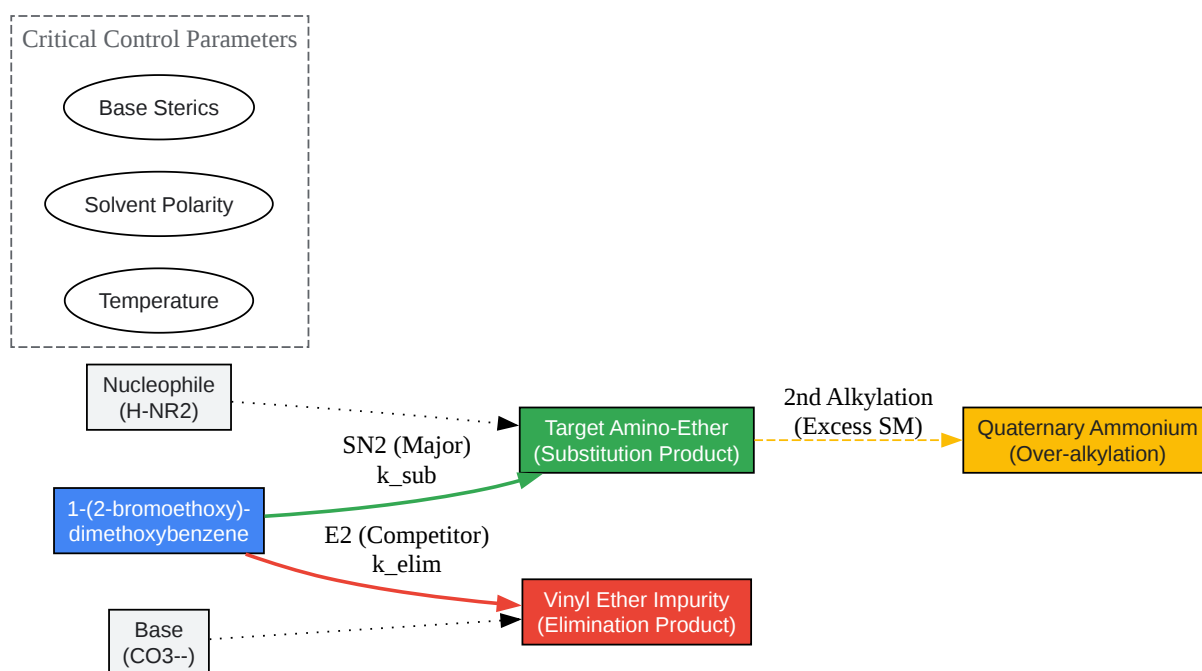 Critical Control Parameters
Base Sterics
Solvent Polarity
Temperature
Nucleophile
(H-NR2)
1-(2-bromoethoxy)-
dimethoxybenzene
Base
(CO3--)
SN2 (Major)
k_sub
E2 (Competitor)
k_elim
Target Amino-Ether
(Substitution Product)
Vinyl Ether Impurity
(Elimination Product)
2nd Alkylation
(Excess SM)
Quaternary Ammonium
(Over-alkylation)